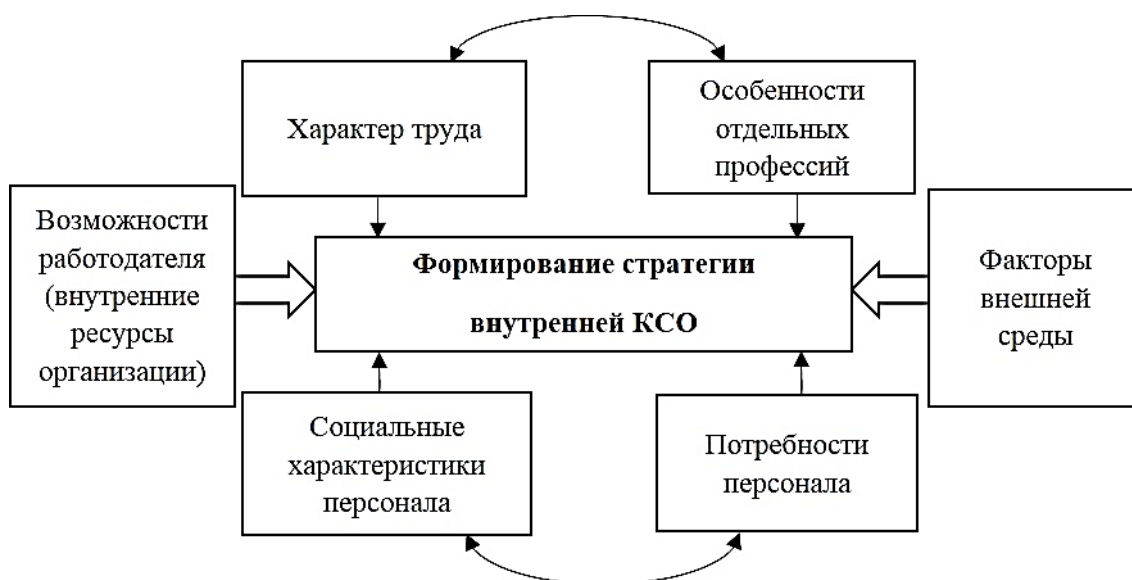 Характер труда
Особенности
отдельных
профессий
Возможности
работодателя
(внутренние
ресурсы
организации)
Формирование стратегии
внутренней КСО
Факторы
внешней
среды
Социальные
характеристики
персонала
Потребности
персонала